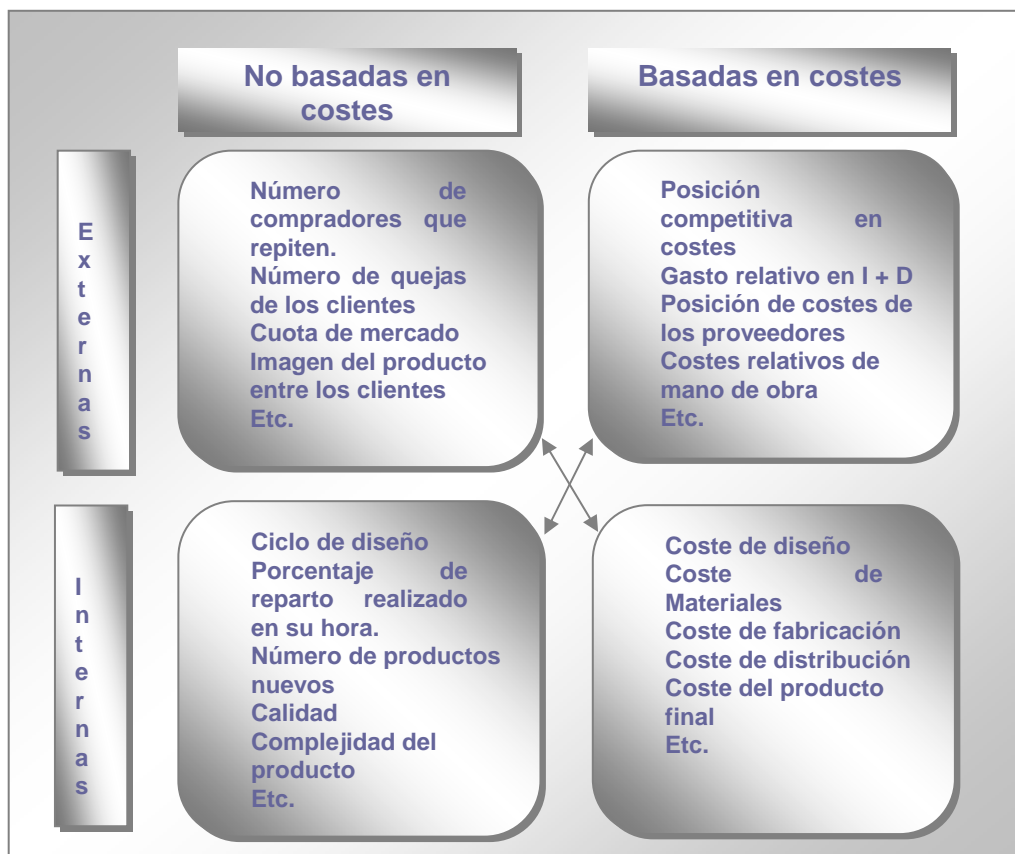 No basadas en
costes
Basadas en costes
Externas
Número de
compradores que
repiten.
Número de quejas
de los clientes
Cuota de mercado
Imagen del producto
entre los clientes
Etc.
Posición
competitiva en
costes
Gasto relativo en I + D
Posición de costes de
los proveedores
Costes relativos de
mano de obra
Etc.
Internas
Ciclo de diseño
Porcentaje de
reparto realizado
en su hora.
Número de productos
nuevos
Calidad
Complejidad del
producto
Etc.
Coste de diseño
Coste de
Materiales
Coste de fabricación
Coste de distribución
Coste del producto
final
Etc.